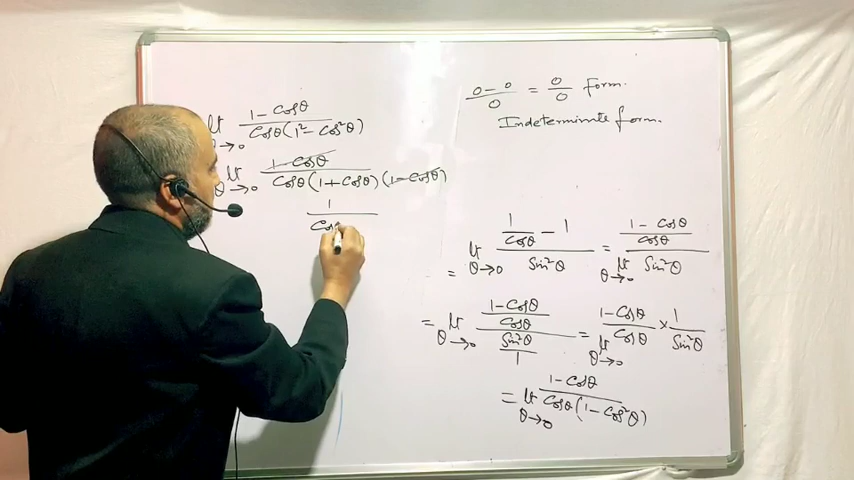 lt θ→0 1-cosθ / cosθ(1²-cos²θ)
lt θ→0 1-cosθ / cosθ(1+cosθ)(1-cosθ)
1 / cos
0-0 / 0 = 0/0 form.
Indeterminate form.
= lt θ→0 (1/cosθ - 1) / sin²θ = lt θ→0 ((1-cosθ)/cosθ) / sin²θ
= lt θ→0 ((1-cosθ)/cosθ) / (sin²θ/1) = lt θ→0 (1-cosθ)/cosθ × 1/sin²θ
= lt θ→0 1-cosθ / cosθ(1-cos²θ)